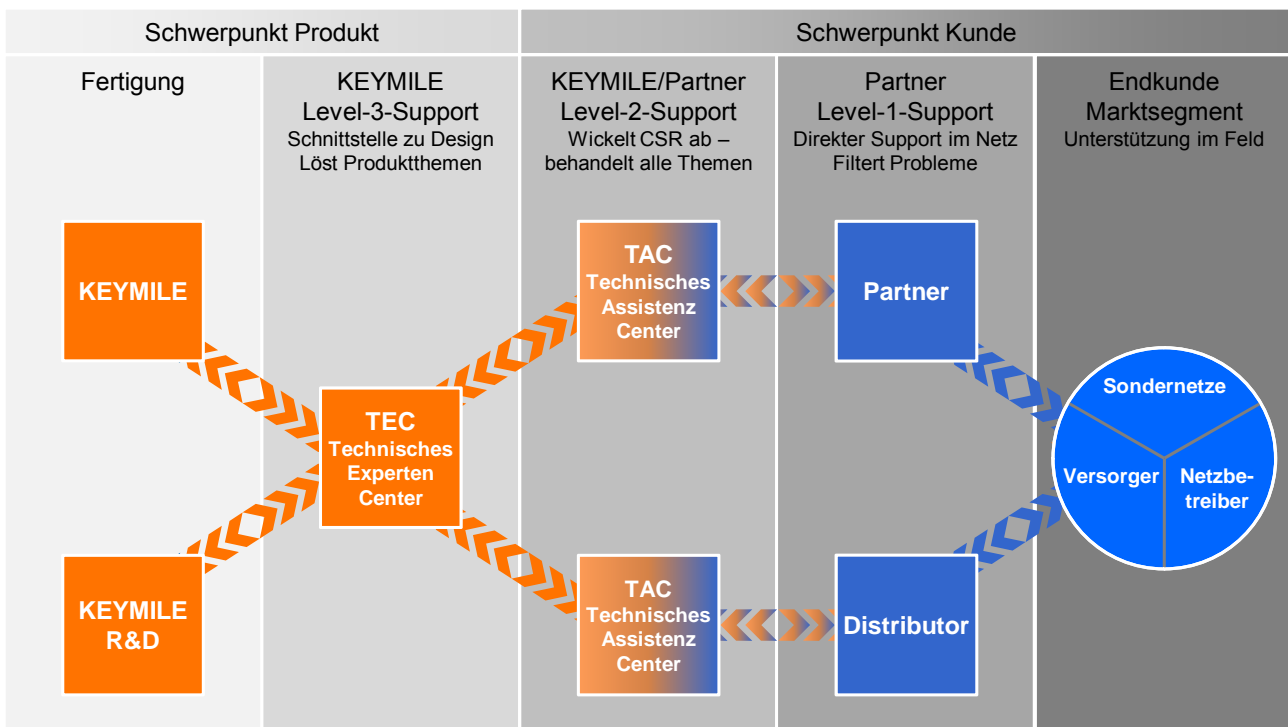 Schwerpunkt Produkt
Schwerpunkt Kunde
Fertigung
KEYMILE
Level-3-Support
Schnittstelle zu Design
Löst Produktthemen
KEYMILE/Partner
Level-2-Support
Wickelt CSR ab –
behandelt alle Themen
Partner
Level-1-Support
Direkter Support im Netz
Filtert Probleme
Endkunde
Marktsegment
Unterstützung im Feld
KEYMILE
TAC
Technisches
Assistenz
Center
Partner
TEC
Technisches
Experten
Center
Sondernetze
Versorger
Netzbe-
treiber
KEYMILE
R&D
TAC
Technisches
Assistenz
Center
Distributor